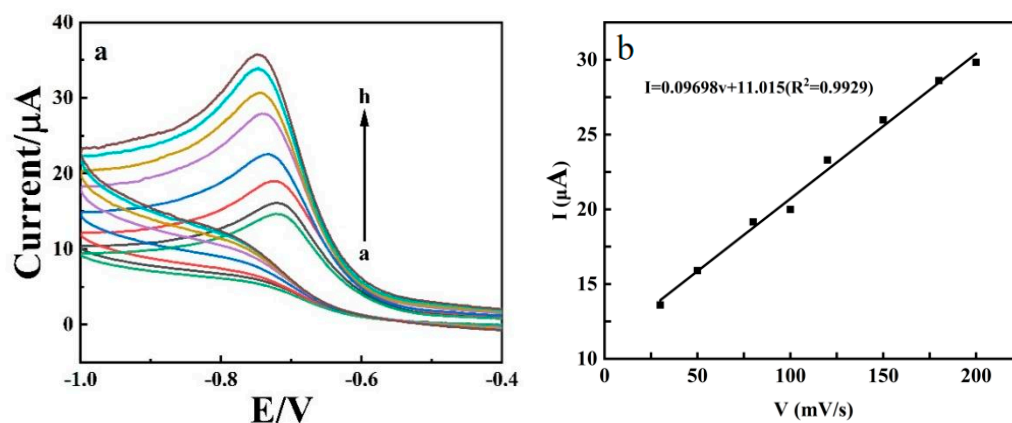 a
40
30
20
10
0
Current/μA
h
a
-1.0 -0.8 -0.6 -0.4
E/V
b
I=0.09698v+11.015(R²=0.9929)
30
25
20
15
10
I (μA)
0 50 100 150 200
V (mV/s)